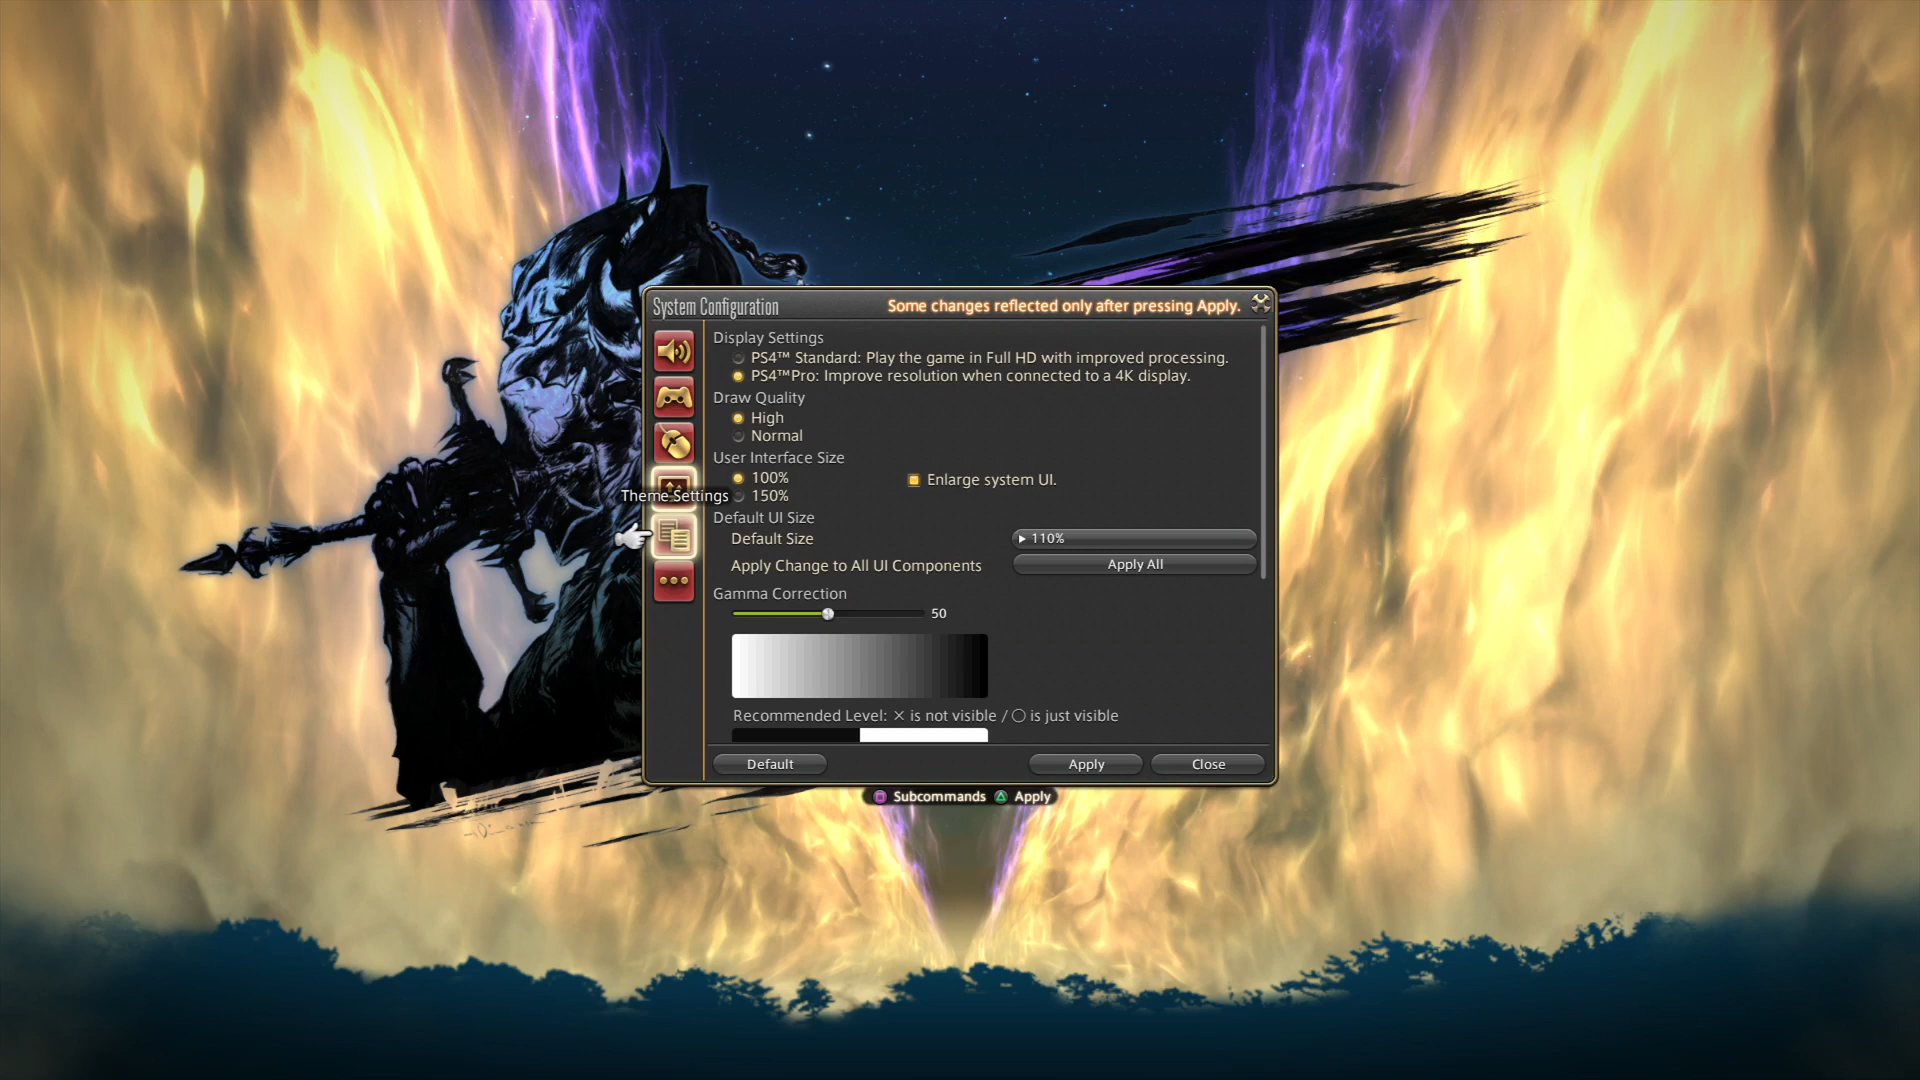 System Configuration
Some changes reflected only after pressing Apply.
Display Settings
PS4™ Standard: Play the game in Full HD with improved processing.
PS4™Pro: Improve resolution when connected to a 4K display.
Draw Quality
High
Normal
User Interface Size
100%
Enlarge system UI.
Theme Settings
150%
Default UI Size
Default Size
110%
Apply Change to All UI Components
Apply All
Gamma Correction
50
Recommended Level: × is not visible / ○ is just visible
Default
Apply
Close
Subcommands
Apply